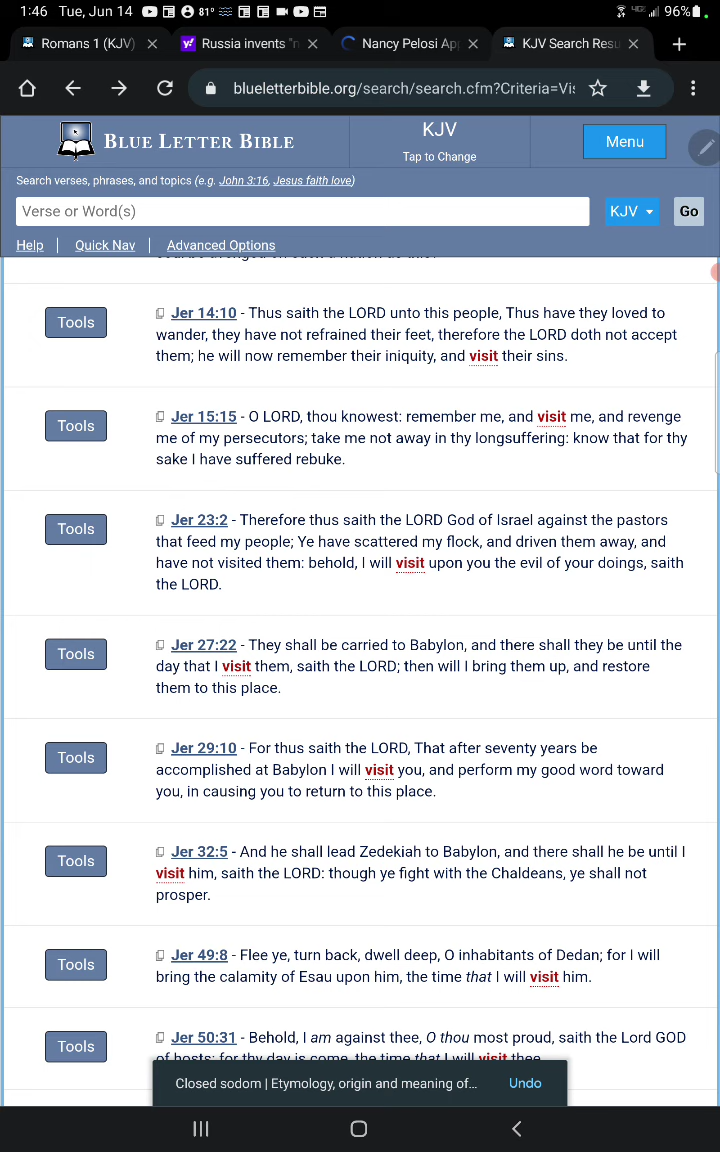 1:46 Tue, Jun 14 81° 96%
Romans 1 (KJV) Russia invents "n Nancy Pelosi Ap KJV Search Resu
blueletterbible.org/search/search.cfm?Criteria=Vis
BLUE LETTER BIBLE KJV Menu
Tap to Change
Search verses, phrases, and topics (e.g. John 3:16, Jesus faith love)
Verse or Word(s) KJV Go
Help | Quick Nav | Advanced Options
Tools
Jer 14:10 - Thus saith the LORD unto this people, Thus have they loved to
wander, they have not refrained their feet, therefore the LORD doth not accept
them; he will now remember their iniquity, and visit their sins.
Tools
Jer 15:15 - O LORD, thou knowest: remember me, and visit me, and revenge
me of my persecutors; take me not away in thy longsuffering: know that for thy
sake I have suffered rebuke.
Tools
Jer 23:2 - Therefore thus saith the LORD God of Israel against the pastors
that feed my people; Ye have scattered my flock, and driven them away, and
have not visited them: behold, I will visit upon you the evil of your doings, saith
the LORD.
Tools
Jer 27:22 - They shall be carried to Babylon, and there shall they be until the
day that I visit them, saith the LORD; then will I bring them up, and restore
them to this place.
Tools
Jer 29:10 - For thus saith the LORD, That after seventy years be
accomplished at Babylon I will visit you, and perform my good word toward
you, in causing you to return to this place.
Tools
Jer 32:5 - And he shall lead Zedekiah to Babylon, and there shall he be until I
visit him, saith the LORD: though ye fight with the Chaldeans, ye shall not
prosper.
Tools
Jer 49:8 - Flee ye, turn back, dwell deep, O inhabitants of Dedan; for I will
bring the calamity of Esau upon him, the time that I will visit him.
Tools
Jer 50:31 - Behold, I am against thee, O thou most proud, saith the Lord GOD
of hosts: for thy day is come, the time that I will visit thee.
Closed sodom | Etymology, origin and meaning of... Undo